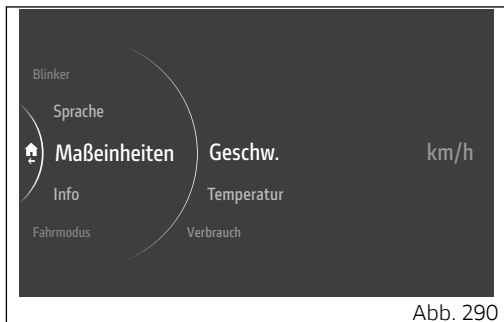 Blinker
Sprache
Maßeinheiten Geschw. km/h
Info Temperatur
Fahrmodus Verbrauch
Abb. 290